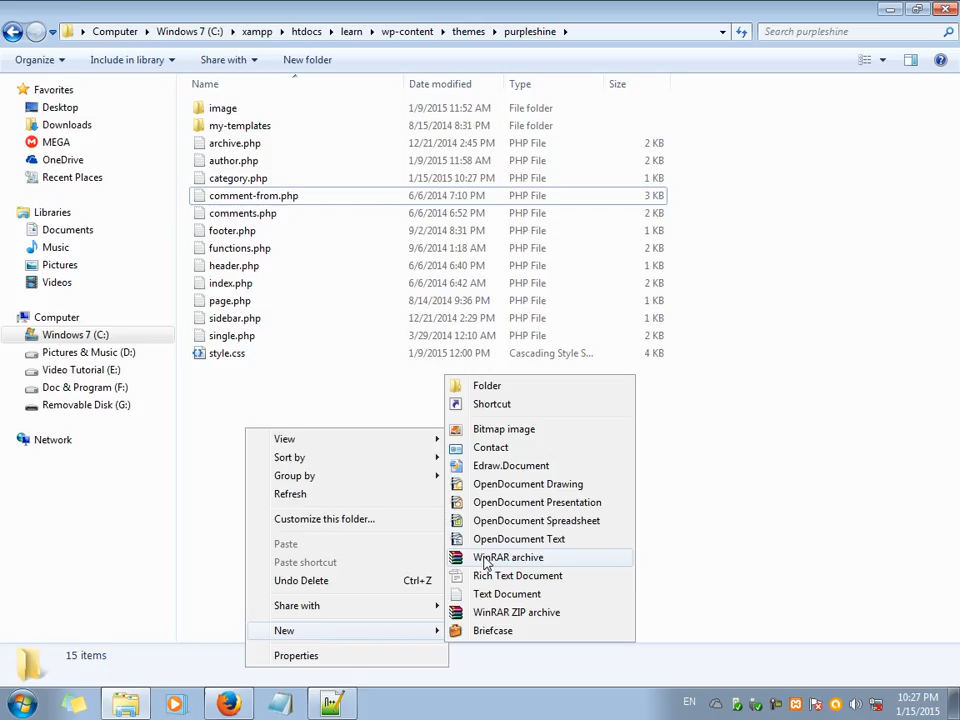 Computer ▸ Windows 7 (C:) ▸ xampp ▸ htdocs ▸ learn ▸ wp-content ▸ themes ▸ purpleshine ▸
Search purpleshine
Organize ▾ Include in library ▾ Share with ▾ New folder
Name Date modified Type Size
Favorites
Desktop
Downloads
MEGA
OneDrive
Recent Places
Libraries
Documents
Music
Pictures
Videos
Computer
Windows 7 (C:)
Pictures & Music (D:)
Video Tutorial (E:)
Doc & Program (F:)
Removable Disk (G:)
Network
image 1/9/2015 11:52 AM File folder
my-templates 8/15/2014 8:31 PM File folder
archive.php 12/21/2014 2:45 PM PHP File 2 KB
author.php 1/9/2015 11:58 AM PHP File 2 KB
category.php 1/15/2015 10:27 PM PHP File 2 KB
comment-from.php 6/6/2014 7:10 PM PHP File 3 KB
comments.php 6/6/2014 6:52 PM PHP File 2 KB
footer.php 9/2/2014 8:31 PM PHP File 1 KB
functions.php 9/6/2014 1:18 AM PHP File 2 KB
header.php 6/6/2014 6:40 PM PHP File 1 KB
index.php 6/6/2014 6:42 AM PHP File 2 KB
page.php 8/14/2014 9:36 PM PHP File 1 KB
sidebar.php 12/21/2014 2:29 PM PHP File 1 KB
single.php 3/29/2014 12:10 AM PHP File 2 KB
style.css 1/9/2015 12:00 PM Cascading Style S... 4 KB
View
Sort by
Group by
Refresh
Customize this folder...
Paste
Paste shortcut
Undo Delete Ctrl+Z
Share with
New
Properties
Folder
Shortcut
Bitmap image
Contact
Edraw.Document
OpenDocument Drawing
OpenDocument Presentation
OpenDocument Spreadsheet
OpenDocument Text
WinRAR archive
Rich Text Document
Text Document
WinRAR ZIP archive
Briefcase
15 items
EN
10:27 PM
1/15/2015